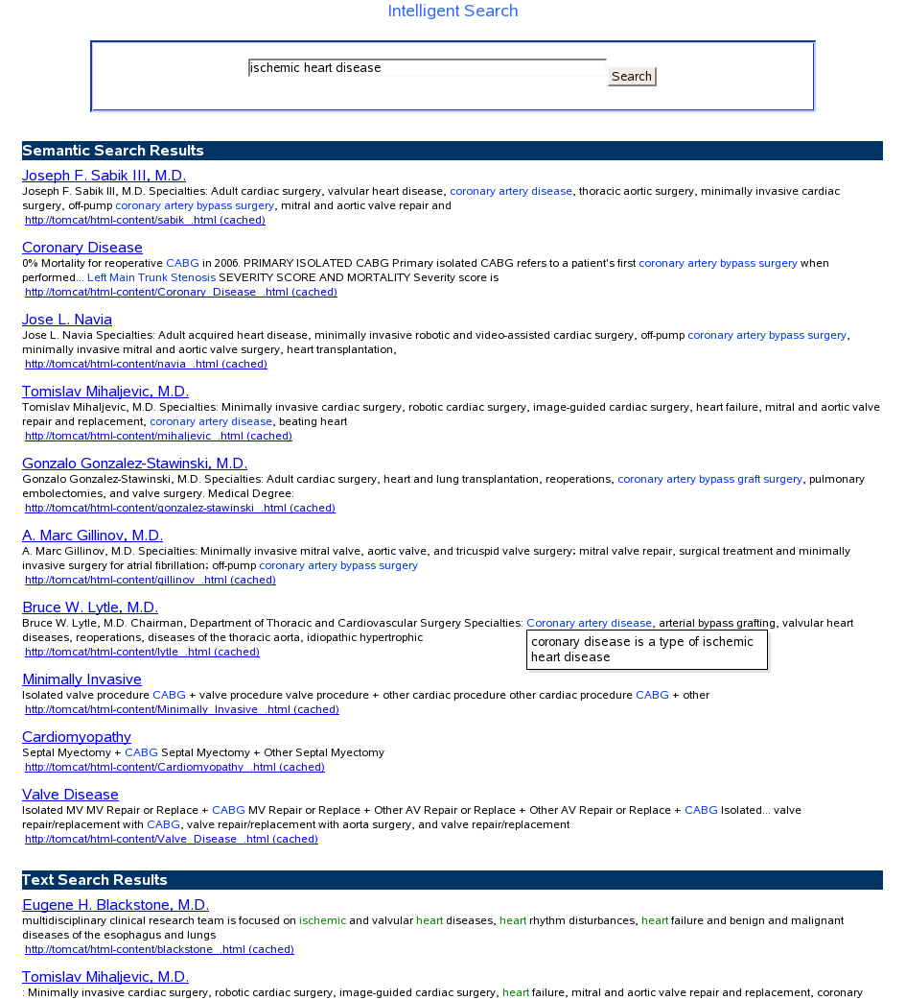 Intelligent Search
ischemic heart disease
Search
Semantic Search Results
Joseph F. Sabik III, M.D.
Joseph F. Sabik III, M.D. Specialties: Adult cardiac surgery, valvular heart disease, coronary artery disease, thoracic aortic surgery, minimally invasive cardiac
surgery, off-pump coronary artery bypass surgery, mitral and aortic valve repair and
http://tomcat/html-content/sabik_.html (cached)
Coronary Disease
0% Mortality for reoperative CABG in 2006. PRIMARY ISOLATED CABG Primary isolated CABG refers to a patient's first coronary artery bypass surgery when
performed... Left Main Trunk Stenosis SEVERITY SCORE AND MORTALITY Severity score is
http://tomcat/html-content/Coronary_Disease_.html (cached)
Jose L. Navia
Jose L. Navia Specialties: Adult acquired heart disease, minimally invasive robotic and video-assisted cardiac surgery, off-pump coronary artery bypass surgery,
minimally invasive mitral and aortic valve surgery, heart transplantation,
http://tomcat/html-content/navia_.html (cached)
Tomislav Mihaljevic, M.D.
Tomislav Mihaljevic, M.D. Specialties: Minimally invasive cardiac surgery, robotic cardiac surgery, image-guided cardiac surgery, heart failure, mitral and aortic valve
repair and replacement, coronary artery disease, beating heart
http://tomcat/html-content/mihaljevic_.html (cached)
Gonzalo Gonzalez-Stawinski, M.D.
Gonzalo Gonzalez-Stawinski, M.D. Specialties: Adult cardiac surgery, heart and lung transplantation, reoperations, coronary artery bypass graft surgery, pulmonary
embolectomies, and valve surgery. Medical Degree:
http://tomcat/html-content/gonzalez-stawinski_.html (cached)
A. Marc Gillinov, M.D.
A. Marc Gillinov, M.D. Specialties: Minimally invasive mitral valve, aortic valve, and tricuspid valve surgery; mitral valve repair, surgical treatment and minimally
invasive surgery for atrial fibrillation; off-pump coronary artery bypass surgery
http://tomcat/html-content/gillinov_.html (cached)
Bruce W. Lytle, M.D.
Bruce W. Lytle, M.D. Chairman, Department of Thoracic and Cardiovascular Surgery Specialties: Coronary artery disease, arterial bypass grafting, valvular heart
diseases, reoperations, diseases of the thoracic aorta, idiopathic hypertrophic
http://tomcat/html-content/lytle_.html (cached)
coronary disease is a type of ischemic
heart disease
Minimally Invasive
Isolated valve procedure CABG + valve procedure valve procedure + other cardiac procedure other cardiac procedure CABG + other
http://tomcat/html-content/Minimally_Invasive_.html (cached)
Cardiomyopathy
Septal Myectomy + CABG Septal Myectomy + Other Septal Myectomy
http://tomcat/html-content/Cardiomyopathy_.html (cached)
Valve Disease
Isolated MV MV Repair or Replace + CABG MV Repair or Replace + Other AV Repair or Replace + Other AV Repair or Replace + CABG Isolated... valve
repair/replacement with CABG, valve repair/replacement with aorta surgery, and valve repair/replacement
http://tomcat/html-content/Valve_Disease_.html (cached)
Text Search Results
Eugene H. Blackstone, M.D.
multidisciplinary clinical research team is focused on ischemic and valvular heart diseases, heart rhythm disturbances, heart failure and benign and malignant
diseases of the esophagus and lungs
http://tomcat/html-content/blackstone_.html (cached)
Tomislav Mihaljevic, M.D.
: Minimally invasive cardiac surgery, robotic cardiac surgery, image-guided cardiac surgery, heart failure, mitral and aortic valve repair and replacement, coronary